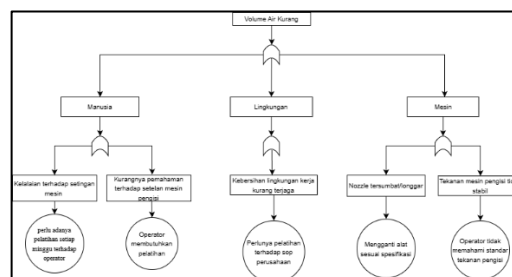 Volume Air Kurang
Manusia
Lingkungan
Mesin
Kelalaian terhadap settingan
mesin
Kurangnya pemahaman
terhadap setelan mesin
pengisi
Kebersihan lingkungan kerja
kurang terjaga
Nozzle tersumbat/longgar
Tekanan mesin pengisi
stabil
perlu adanya
pelatihan setiap
minggu terhadap
operator
Operator
membutuhkan
pelatihan
Perlunya pelatihan
terhadap sop
perusahaan
Mengganti alat
sesuai spesifikasi
Operator tidak
memahami standar
tekanan pengisi